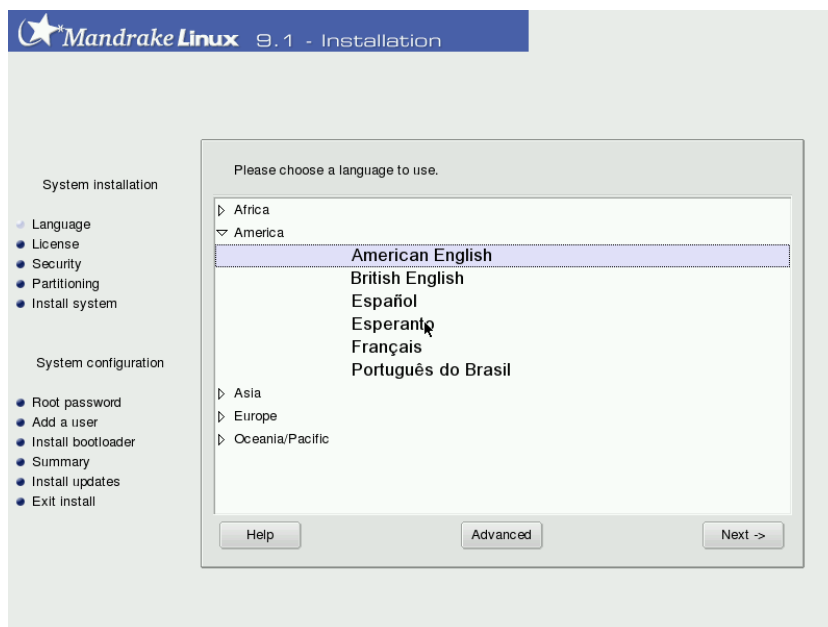 Mandrake Linux 9.1 - Installation
System installation
Language
License
Security
Partitioning
Install system
System configuration
Root password
Add a user
Install bootloader
Summary
Install updates
Exit install
Please choose a language to use.
Africa
America
American English
British English
Español
Esperanto
Français
Português do Brasil
Asia
Europe
Oceania/Pacific
Help
Advanced
Next ->